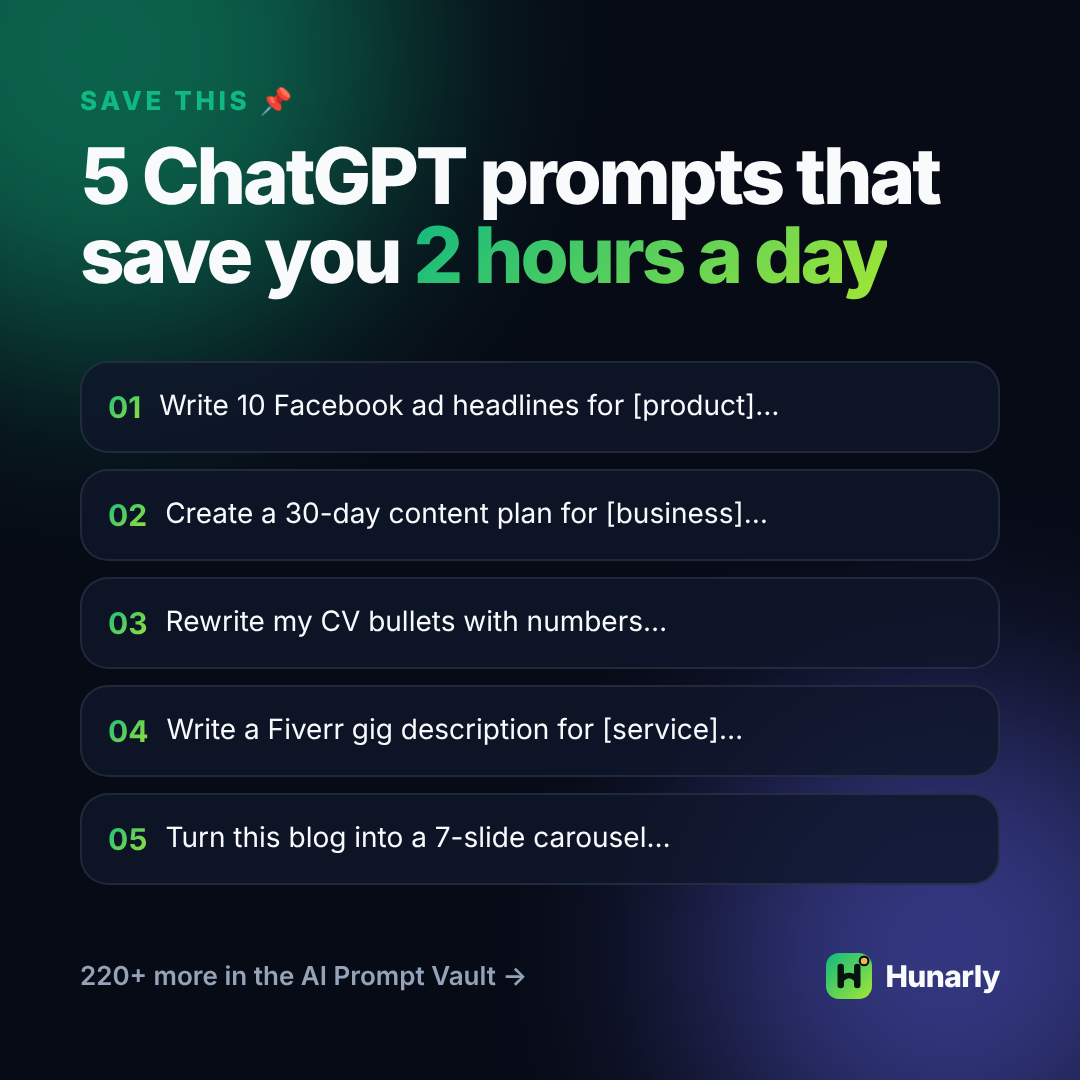 SAVE THIS 📌
5 ChatGPT prompts that
save you 2 hours a day
01 Write 10 Facebook ad headlines for [product]...
02 Create a 30-day content plan for [business]...
03 Rewrite my CV bullets with numbers...
04 Write a Fiverr gig description for [service]...
05 Turn this blog into a 7-slide carousel...
220+ more in the AI Prompt Vault →
H Hunarly